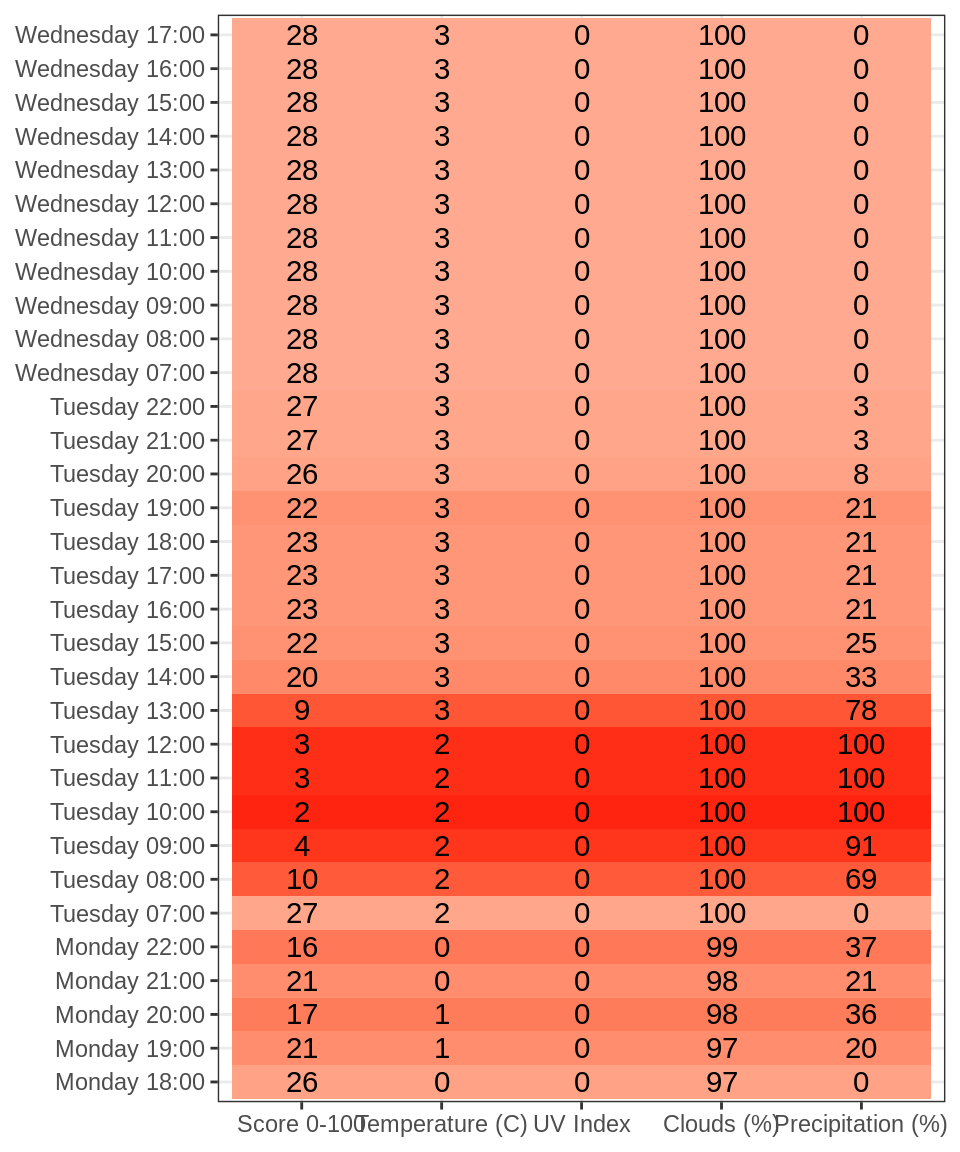 Wednesday 17:00 28 3 0 100 0
Wednesday 16:00 28 3 0 100 0
Wednesday 15:00 28 3 0 100 0
Wednesday 14:00 28 3 0 100 0
Wednesday 13:00 28 3 0 100 0
Wednesday 12:00 28 3 0 100 0
Wednesday 11:00 28 3 0 100 0
Wednesday 10:00 28 3 0 100 0
Wednesday 09:00 28 3 0 100 0
Wednesday 08:00 28 3 0 100 0
Wednesday 07:00 28 3 0 100 0
Tuesday 22:00 27 3 0 100 3
Tuesday 21:00 27 3 0 100 3
Tuesday 20:00 26 3 0 100 8
Tuesday 19:00 22 3 0 100 21
Tuesday 18:00 23 3 0 100 21
Tuesday 17:00 23 3 0 100 21
Tuesday 16:00 23 3 0 100 21
Tuesday 15:00 22 3 0 100 25
Tuesday 14:00 20 3 0 100 33
Tuesday 13:00 9 3 0 100 78
Tuesday 12:00 3 2 0 100 100
Tuesday 11:00 3 2 0 100 100
Tuesday 10:00 2 2 0 100 100
Tuesday 09:00 4 2 0 100 91
Tuesday 08:00 10 2 0 100 69
Tuesday 07:00 27 2 0 100 0
Monday 22:00 16 0 0 99 37
Monday 21:00 21 0 0 98 21
Monday 20:00 17 1 0 98 36
Monday 19:00 21 1 0 97 20
Monday 18:00 26 0 0 97 0
Score 0-100 Temperature (C) UV Index Clouds (%) Precipitation (%)